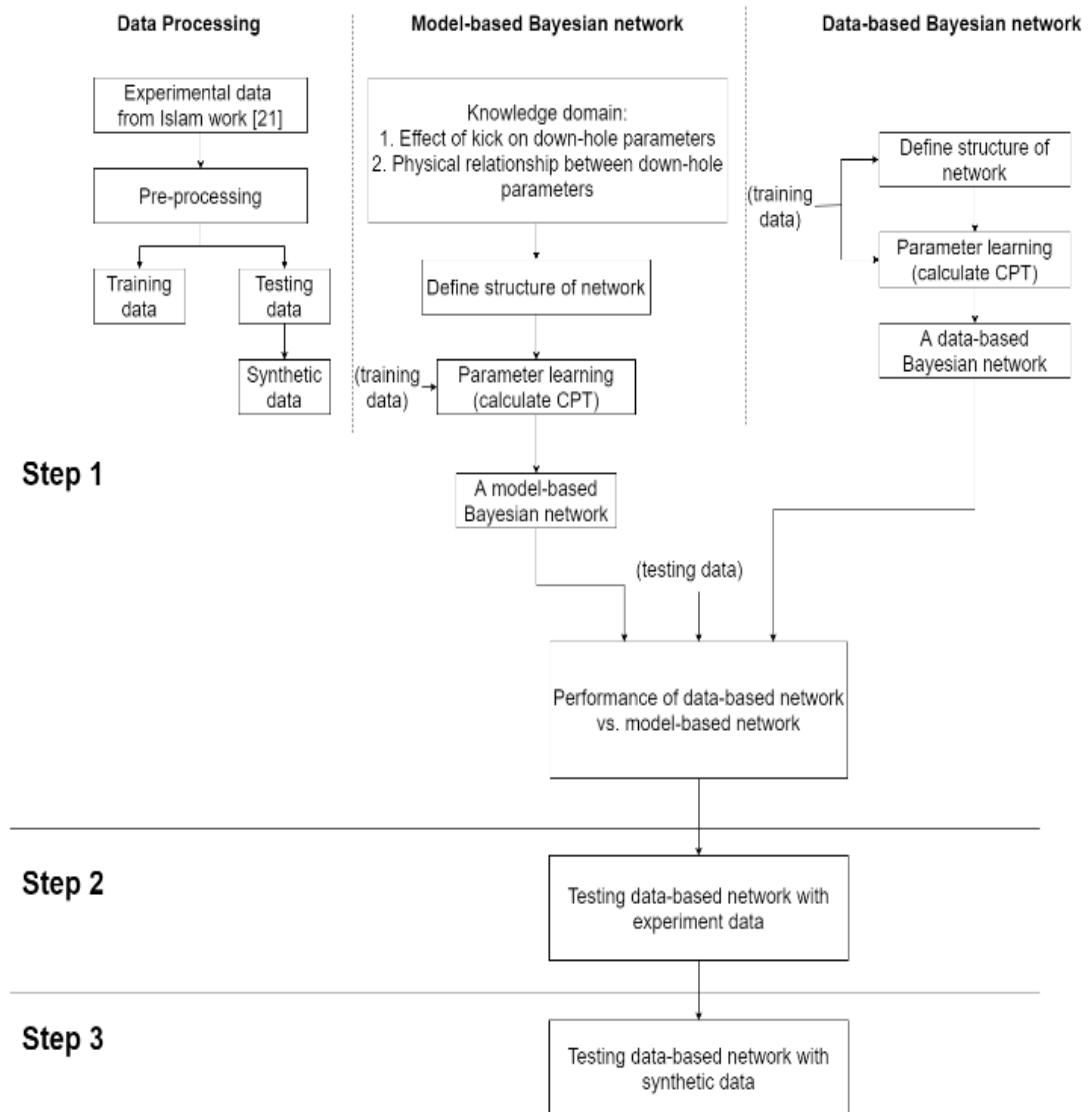 Data Processing
Experimental data
from Islam work [21]
Pre-processing
Training
data
Testing
data
Synthetic
data
Model-based Bayesian network
Knowledge domain:
1. Effect of kick on down-hole parameters
2. Physical relationship between down-hole
parameters
Define structure of network
(training
data)
Parameter learning
(calculate CPT)
A model-based
Bayesian network
Data-based Bayesian network
(training
data)
Define structure of
network
Parameter learning
(calculate CPT)
A data-based
Bayesian network
Step 1
(testing data)
Performance of data-based network
vs. model-based network
Step 2
Testing data-based network with
experiment data
Step 3
Testing data-based network with
synthetic data